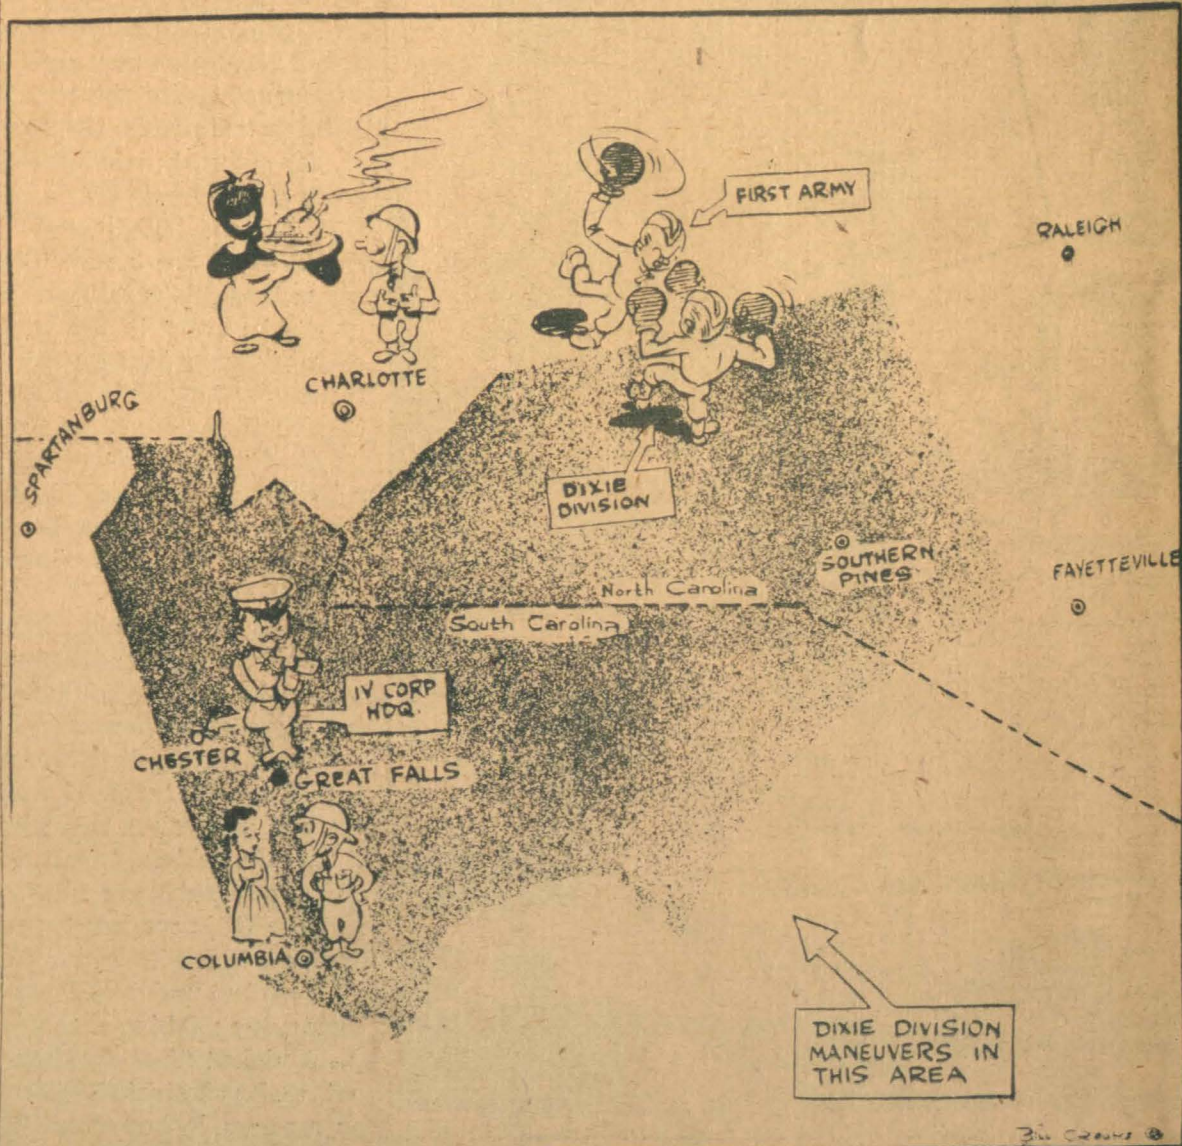 FIRST ARMY
RALEIGH
CHARLOTTE
SPARTANBURG
DIXIE
DIVISION
SOUTHERN
PINES
FAYETTEVILLE
North Carolina
South Carolina
IV CORP
HDQ.
CHESTER
GREAT FALLS
COLUMBIA
DIXIE DIVISION
MANEUVERS IN
THIS AREA
Bill